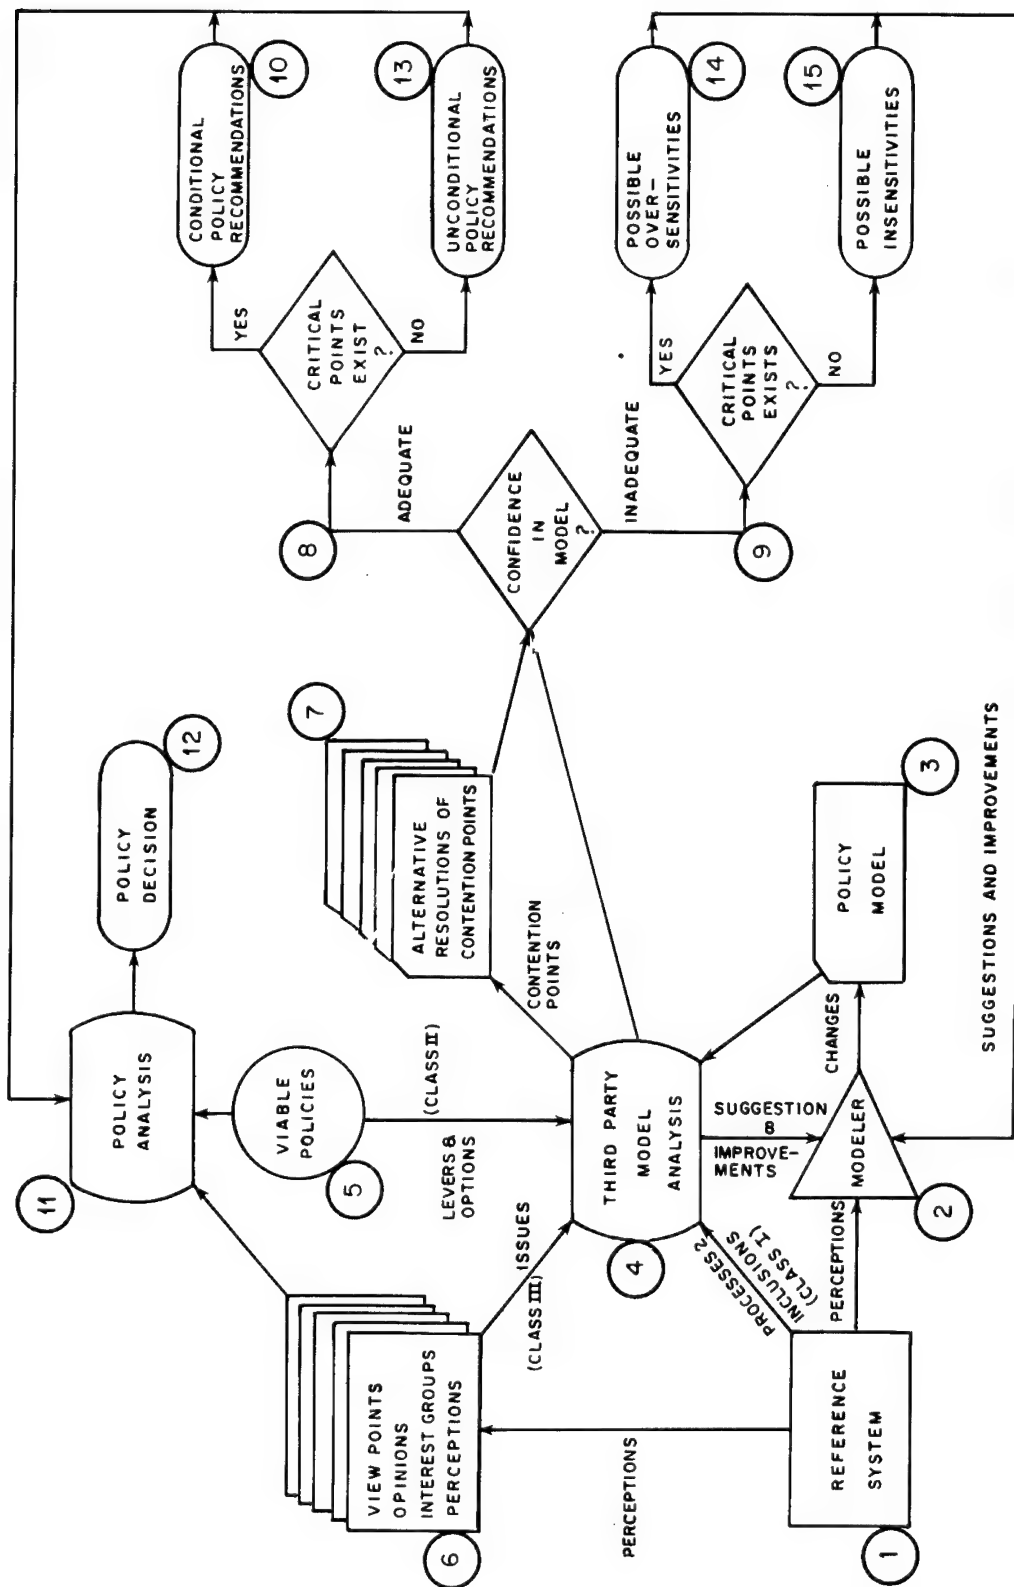 11
POLICY
ANALYSIS
POLICY
DECISION
12
VIABLE
POLICIES
5
VIEW POINTS
OPINIONS
INTEREST GROUPS
PERCEPTIONS
6
LEVERS &
OPTIONS
(CLASS II)
(CLASS III)
ISSUES
PERCEPTIONS
ALTERNATIVE
RESOLUTIONS OF
CONTENTION POINTS
7
CONTENTION
POINTS
THIRD PARTY
MODEL
ANALYSIS
4
PROCESSES 2
INCLUSIONS
(CLASS I)
SUGGESTION
8
IMPROVE-
MENTS
REFERENCE
SYSTEM
1
PERCEPTIONS
MODELER
2
CHANGES
POLICY
MODEL
3
SUGGESTIONS AND IMPROVEMENTS
CONFIDENCE
IN
MODEL
?
ADEQUATE
8
INADEQUATE
9
CRITICAL
POINTS
EXIST
?
YES
NO
CONDITIONAL
POLICY
RECOMMENDATIONS
10
UNCONDITIONAL
POLICY
RECOMMENDATIONS
13
CRITICAL
POINTS
EXISTS
?
YES
NO
POSSIBLE
OVER-
SENSITIVITIES
14
POSSIBLE
INSENSITIVITIES
15